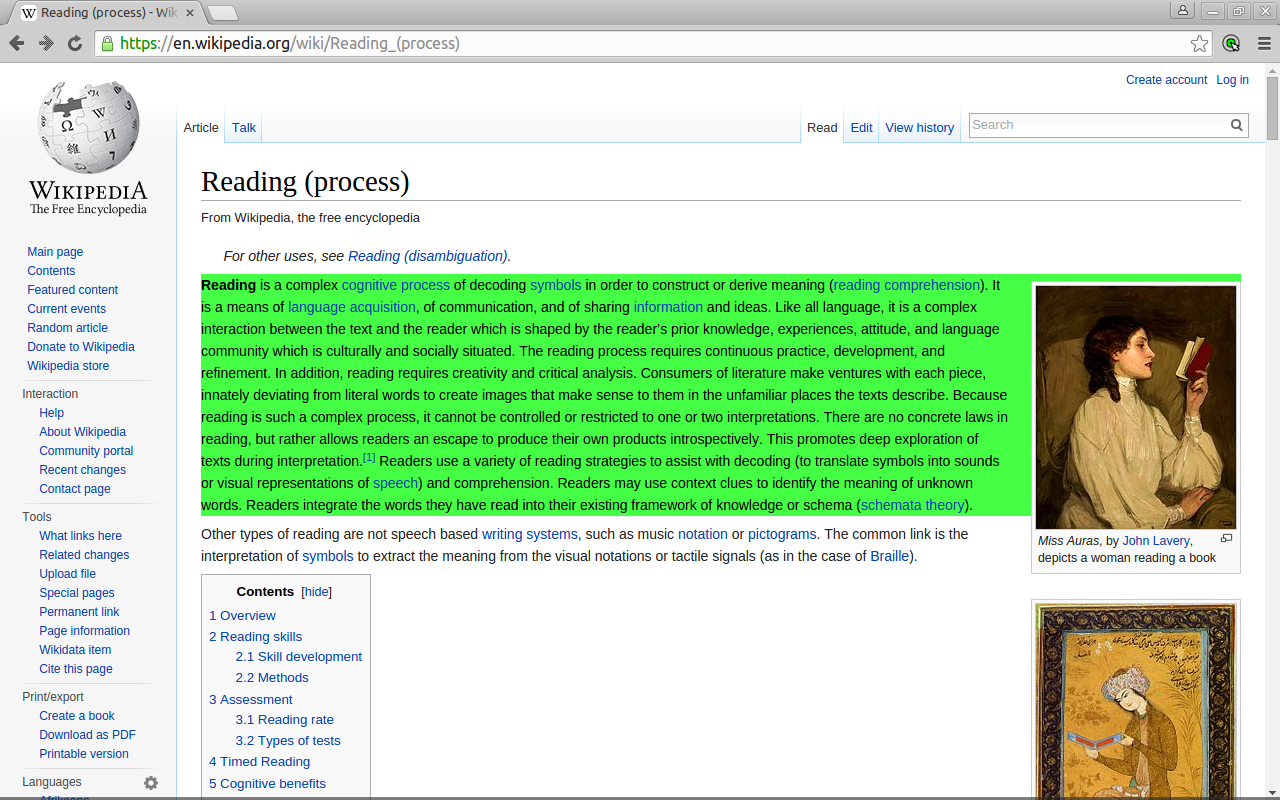 Reading (process) - Wik
https://en.wikipedia.org/wiki/Reading_(process)
Create account Log in
WIKIPEDIA
The Free Encyclopedia
Article Talk
Read Edit View history
Search
Main page
Contents
Featured content
Current events
Random article
Donate to Wikipedia
Wikipedia store
Interaction
Help
About Wikipedia
Community portal
Recent changes
Contact page
Tools
What links here
Related changes
Upload file
Special pages
Permanent link
Page information
Wikidata item
Cite this page
Print/export
Create a book
Download as PDF
Printable version
Languages
Reading (process)
From Wikipedia, the free encyclopedia
For other uses, see Reading (disambiguation).
Reading is a complex cognitive process of decoding symbols in order to construct or derive meaning (reading comprehension). It
is a means of language acquisition, of communication, and of sharing information and ideas. Like all language, it is a complex
interaction between the text and the reader which is shaped by the reader's prior knowledge, experiences, attitude, and language
community which is culturally and socially situated. The reading process requires continuous practice, development, and
refinement. In addition, reading requires creativity and critical analysis. Consumers of literature make ventures with each piece,
innately deviating from literal words to create images that make sense to them in the unfamiliar places the texts describe. Because
reading is such a complex process, it cannot be controlled or restricted to one or two interpretations. There are no concrete laws in
reading, but rather allows readers an escape to produce their own products introspectively. This promotes deep exploration of
texts during interpretation.[1] Readers use a variety of reading strategies to assist with decoding (to translate symbols into sounds
or visual representations of speech) and comprehension. Readers may use context clues to identify the meaning of unknown
words. Readers integrate the words they have read into their existing framework of knowledge or schema (schemata theory).
Other types of reading are not speech based writing systems, such as music notation or pictograms. The common link is the
interpretation of symbols to extract the meaning from the visual notations or tactile signals (as in the case of Braille).
Miss Auras, by John Lavery,
depicts a woman reading a book
Contents [hide]
1 Overview
2 Reading skills
2.1 Skill development
2.2 Methods
3 Assessment
3.1 Reading rate
3.2 Types of tests
4 Timed Reading
5 Cognitive benefits